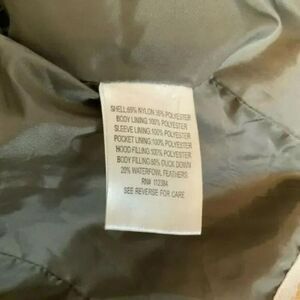 SHELL:65% NYLON 35% POLYESTER
BODY LINING:100% POLYESTER
SLEEVE LINING:100% POLYESTER
POCKET LINING:100% POLYESTER
HOOD FILLING:100% POLYESTER
BODY FILLING:80% DUCK DOWN
20% WATERFOWL FEATHERS
RN# 112384
SEE REVERSE FOR CARE